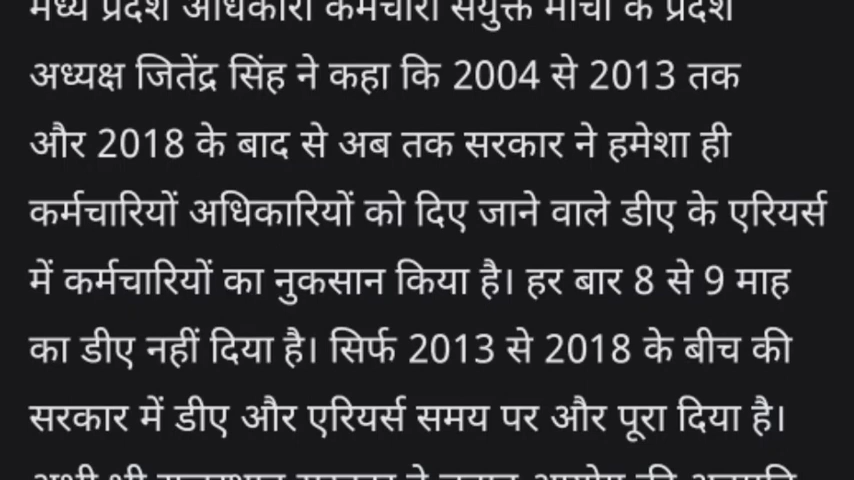 मध्य प्रदेश अधिकारी कर्मचारी संयुक्त मोर्चा के प्रदेश
अध्यक्ष जितेंद्र सिंह ने कहा कि 2004 से 2013 तक
और 2018 के बाद से अब तक सरकार ने हमेशा ही
कर्मचारियों अधिकारियों को दिए जाने वाले डीए के एरियर्स
में कर्मचारियों का नुकसान किया है। हर बार 8 से 9 माह
का डीए नहीं दिया है। सिर्फ 2013 से 2018 के बीच की
सरकार में डीए और एरियर्स समय पर और पूरा दिया है।